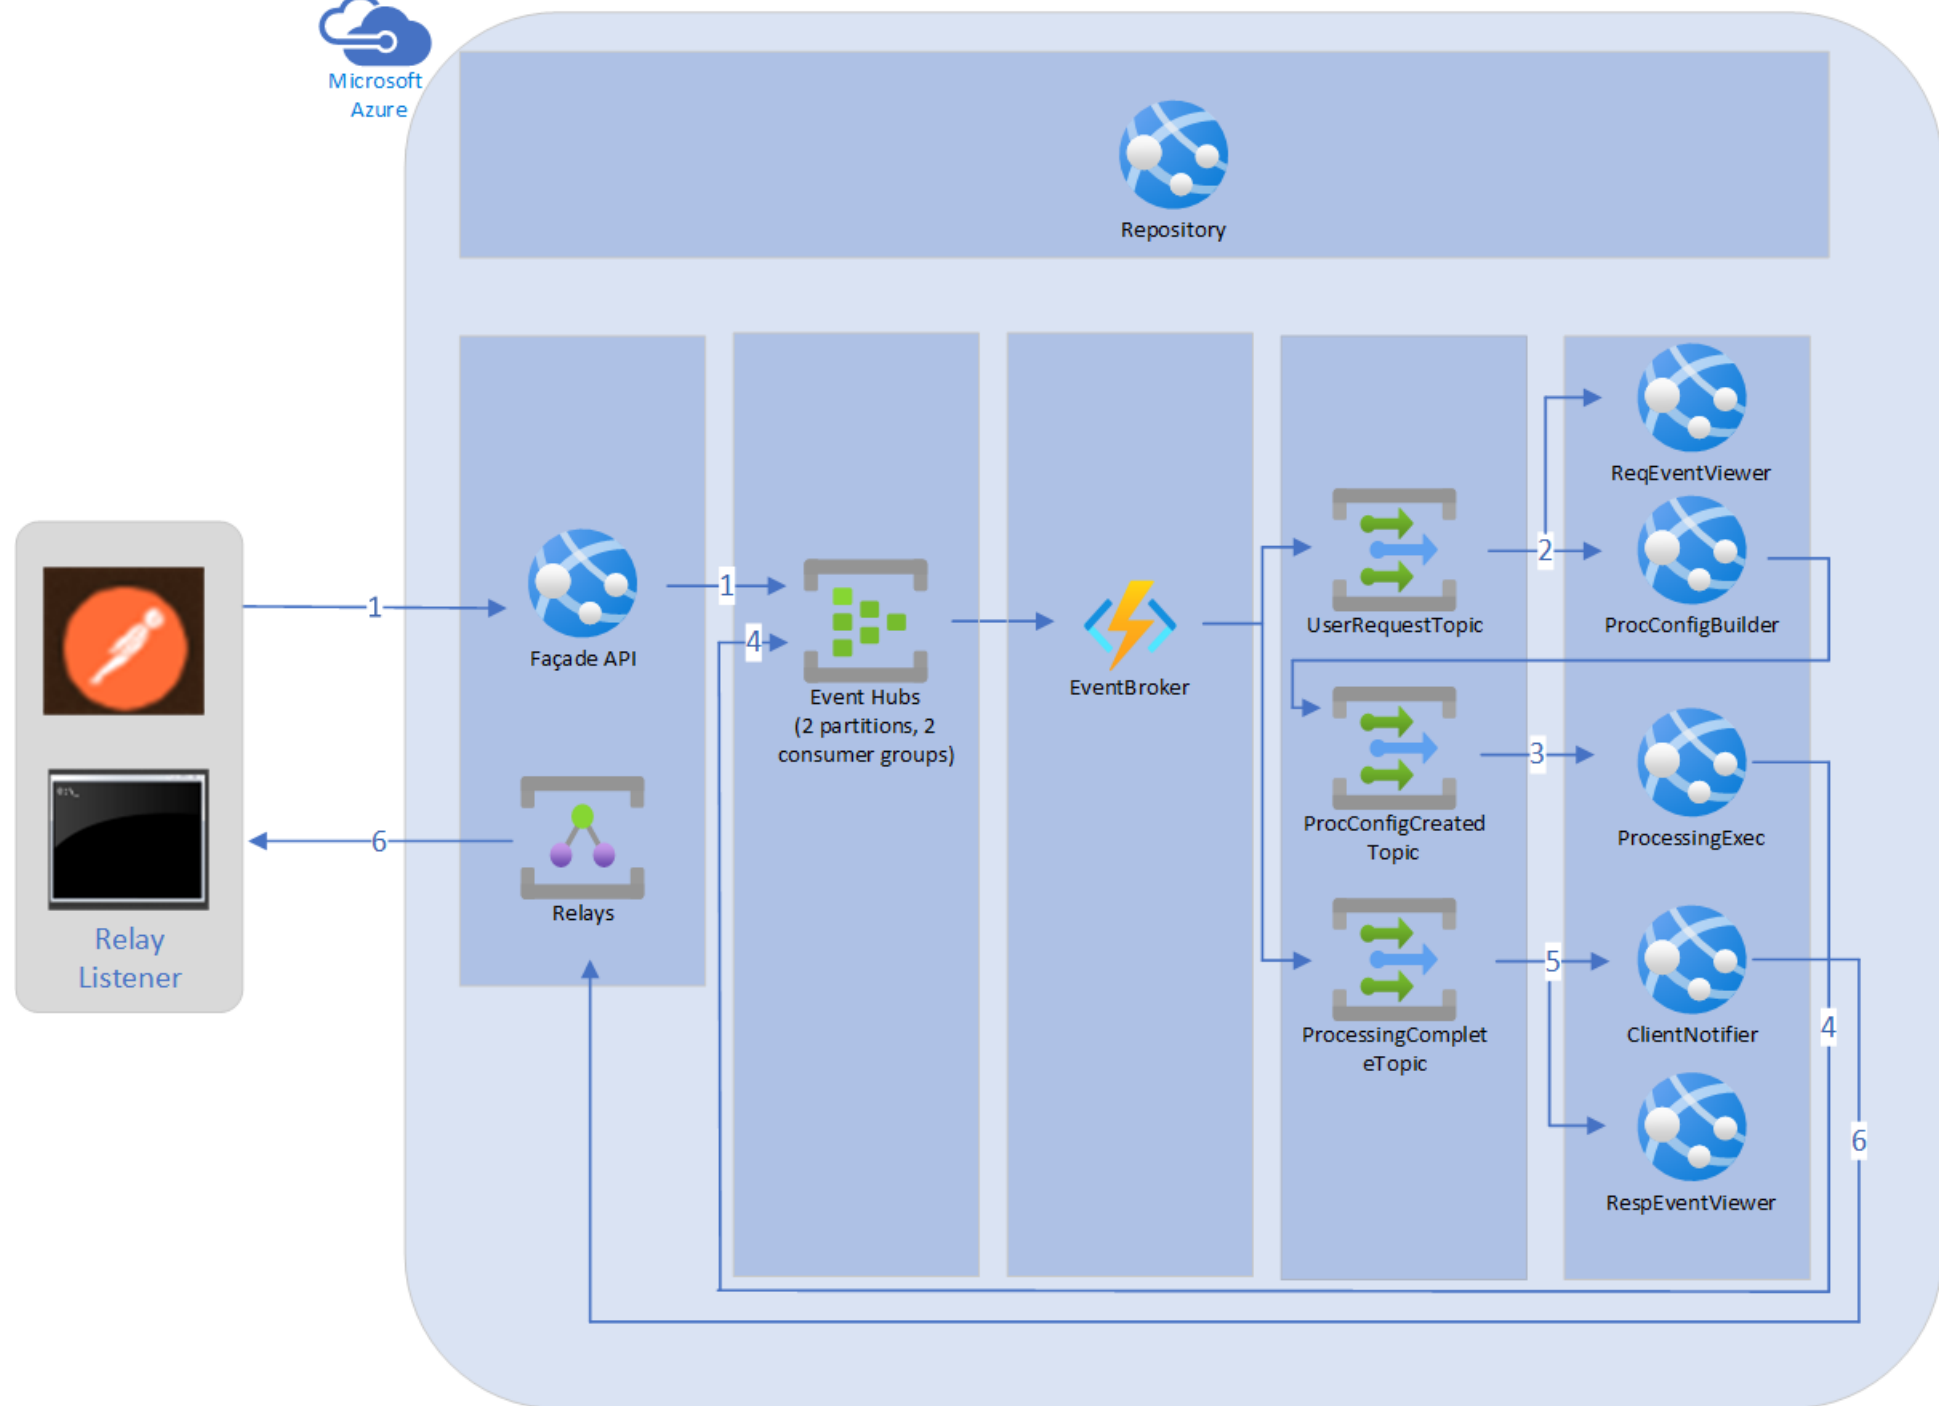 Microsoft
Azure
Repository
ReqEventViewer
1
Façade API
1
4
Event Hubs
(2 partitions, 2
consumer groups)
EventBroker
UserRequestTopic
2
ProcConfigBuilder
ProcConfigCreated
Topic
3
ProcessingExec
6
Relays
Relay
Listener
ProcessingComplet
eTopic
5
ClientNotifier
4
6
RespEventViewer